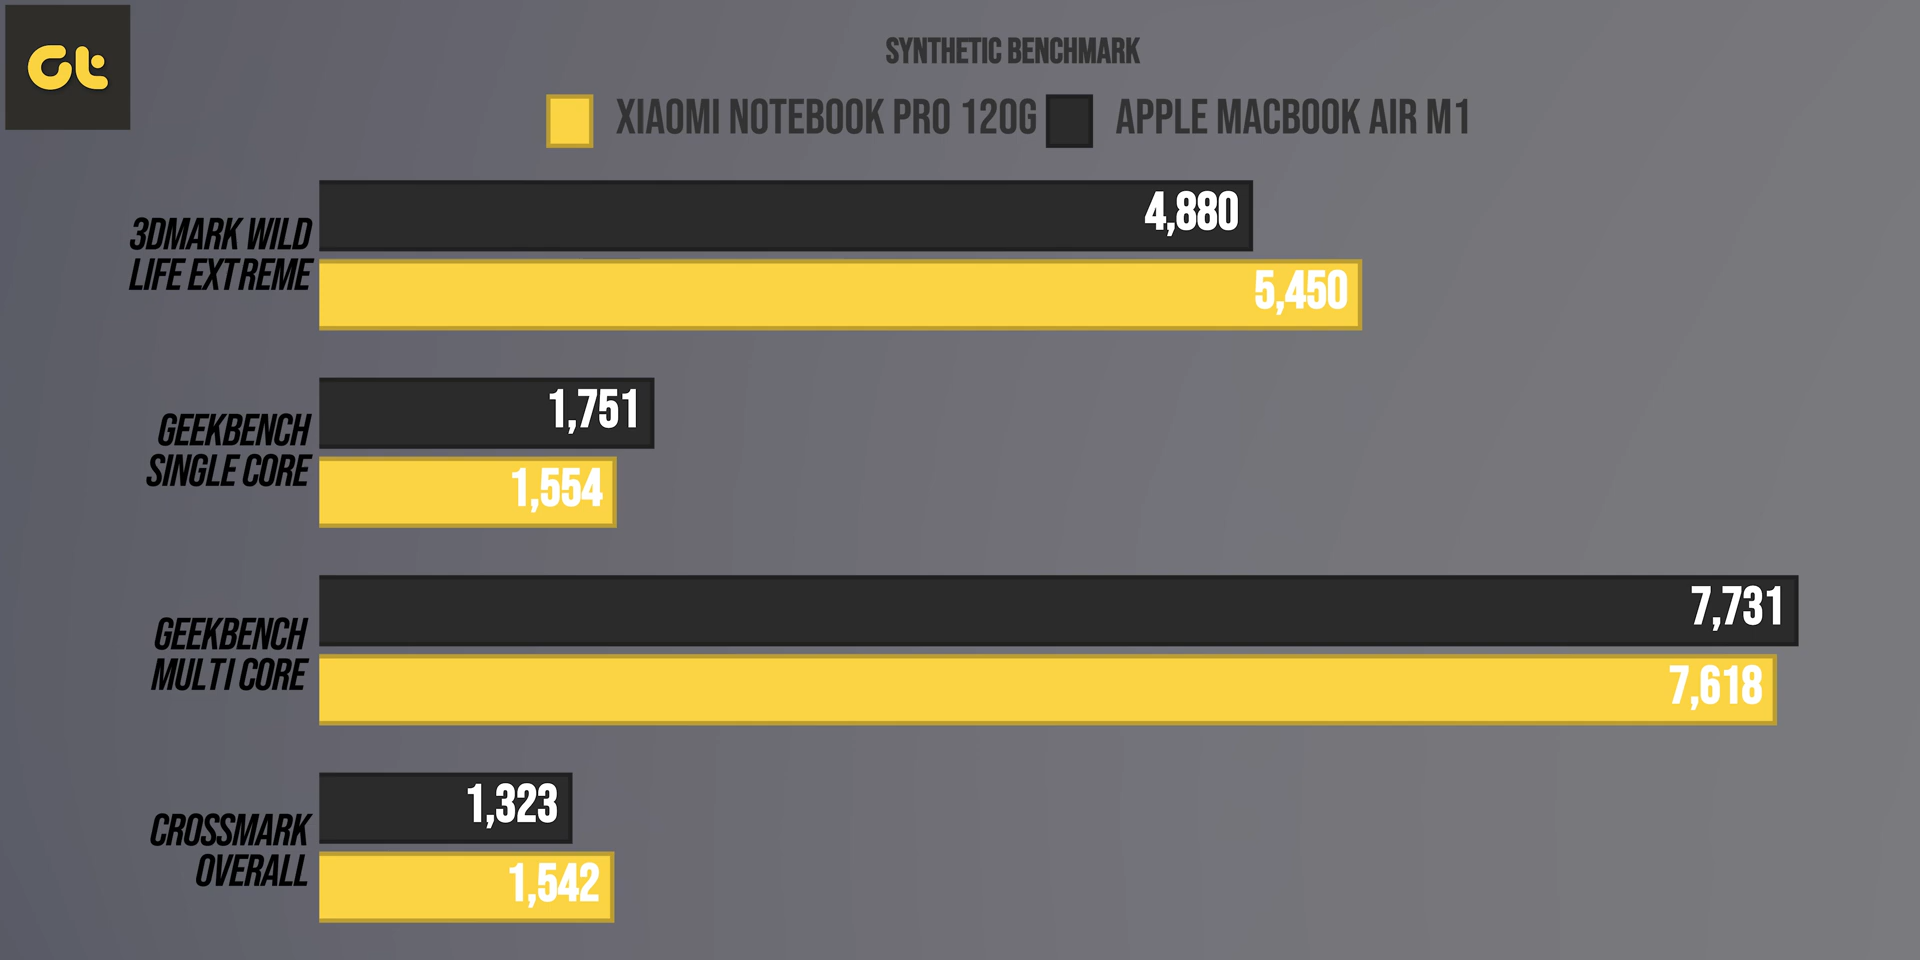 Gt
SYNTHETIC BENCHMARK
XIAOMI NOTEBOOK PRO 120G APPLE MACBOOK AIR M1
3DMARK WILD
LIFE EXTREME
4,880
5,450
GEEKBENCH
SINGLE CORE
1,751
1,554
GEEKBENCH
MULTI CORE
7,731
7,618
CROSSMARK
OVERALL
1,323
1,542